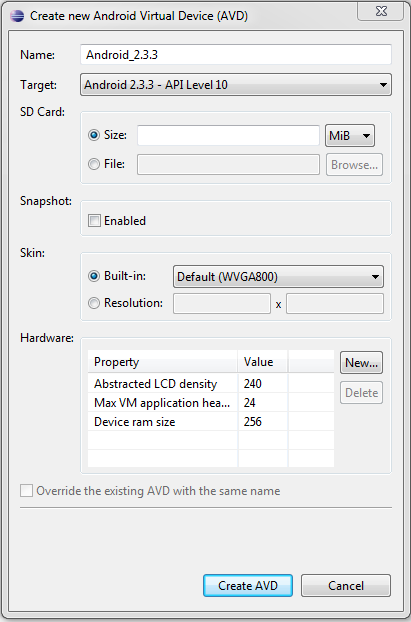 Create new Android Virtual Device (AVD)
Name: Android_2.3.3
Target: Android 2.3.3 - API Level 10
SD Card:
Size: MiB
File: Browse...
Snapshot:
Enabled
Skin:
Built-in: Default (WVGA800)
Resolution: x
Hardware:
Property Value New...
Abstracted LCD density 240 Delete
Max VM application hea... 24
Device ram size 256
Override the existing AVD with the same name
Create AVD Cancel